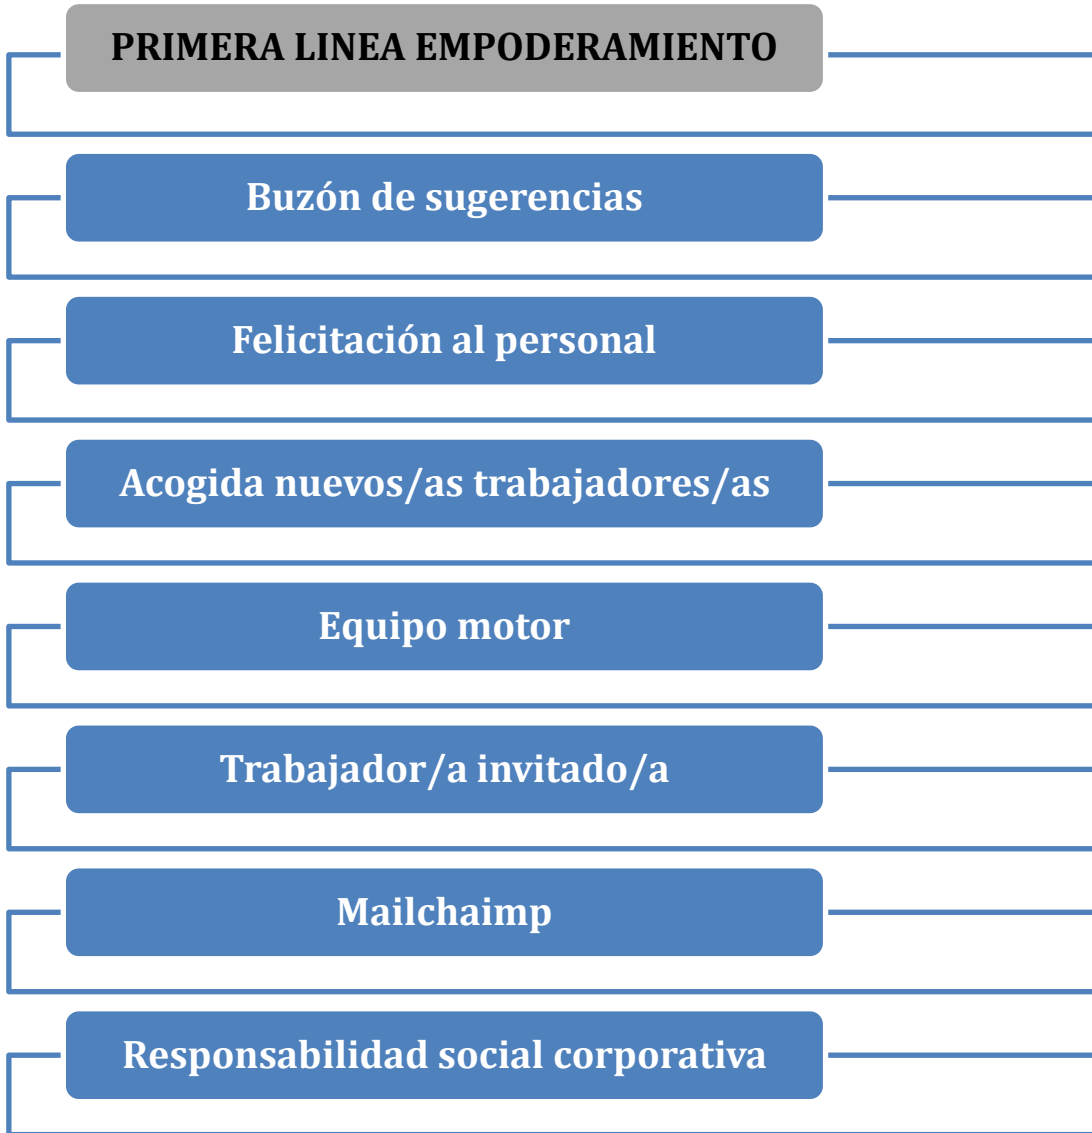 PRIMERA LINEA EMPODERAMIENTO
Buzón de sugerencias
Felicitación al personal
Acogida nuevos/as trabajadores/as
Equipo motor
Trabajador/a invitado/a
Mailchaimp
Responsabilidad social corporativa